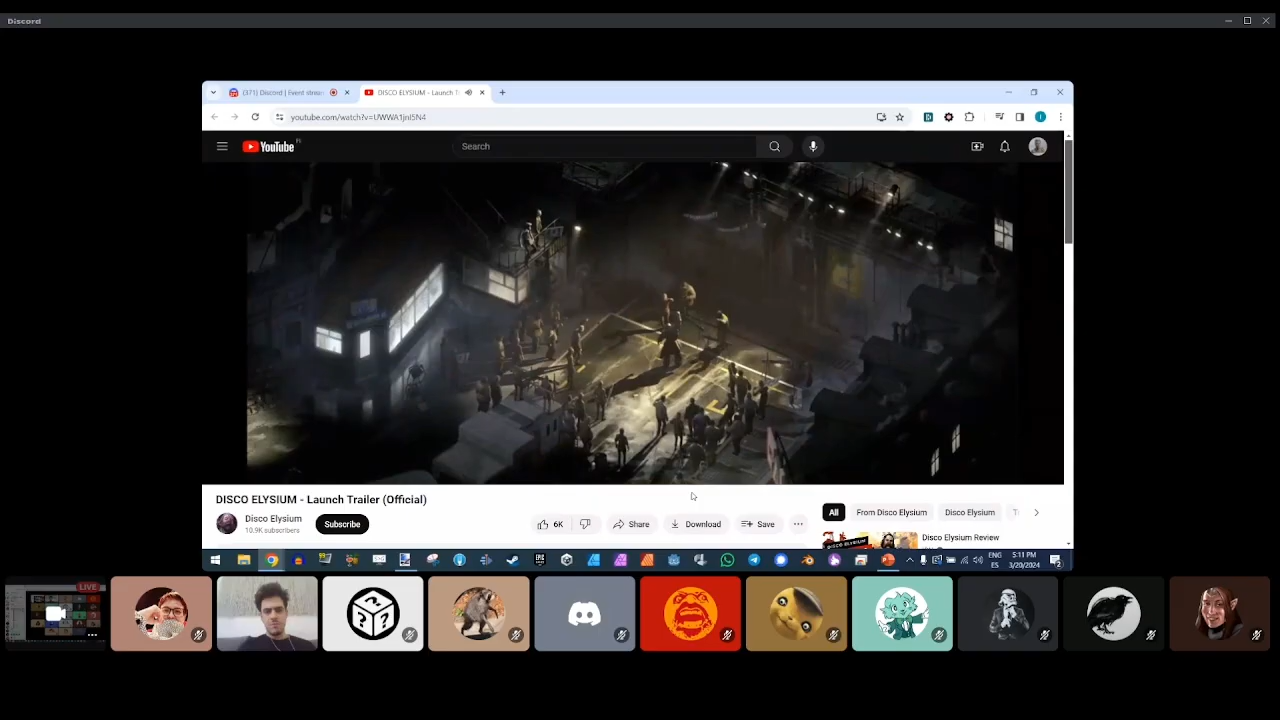 Discord
(371) Discord | Event strea
DISCO ELYSIUM - Launch T
youtube.com/watch?v=UWWA1jnI5N4
YouTube ES
Search
DISCO ELYSIUM - Launch Trailer (Official)
Disco Elysium
10.9K subscribers
Subscribe
6K
Share
Download
Save
All
From Disco Elysium
Disco Elysium
Disco Elysium Review
ENG
ES
5:11 PM
3/20/2024
LIVE